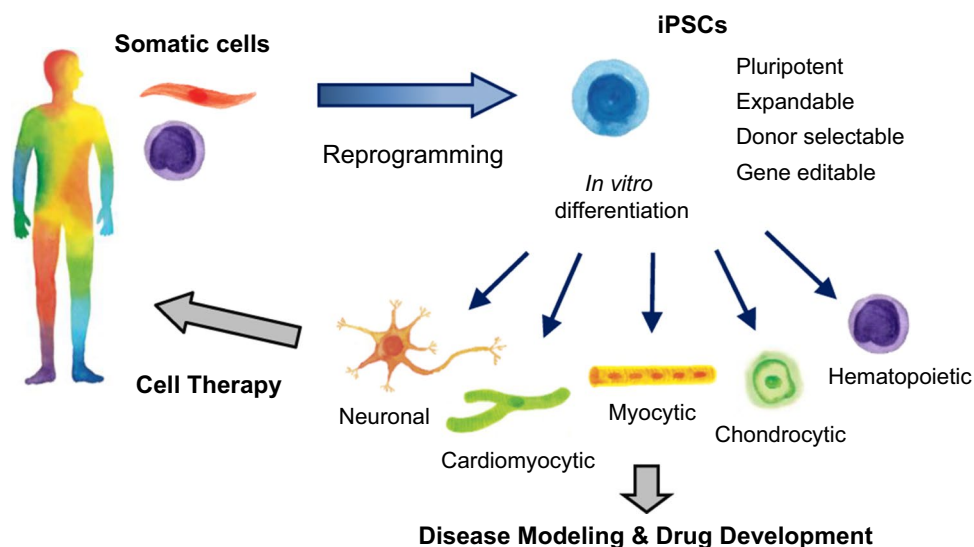 Somatic cells
iPSCs
Pluripotent
Expandable
Donor selectable
Gene editable
Reprogramming
In vitro
differentiation
Cell Therapy
Neuronal
Cardiomyocytic
Myocytic
Chondrocytic
Hematopoietic
Disease Modeling & Drug Development